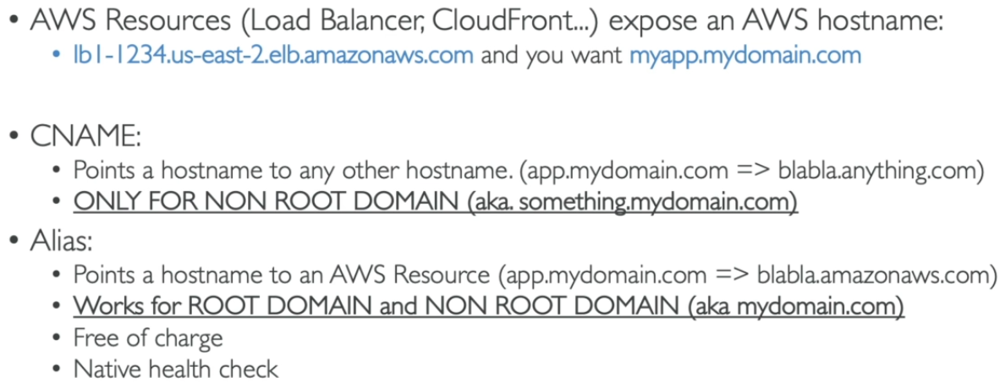 • AWS Resources (Load Balancer, CloudFront...) expose an AWS hostname:
• lb1-1234.us-east-2.elb.amazonaws.com and you want myapp.mydomain.com
• CNAME:
• Points a hostname to any other hostname. (app.mydomain.com => blabla.anything.com)
• ONLY FOR NON ROOT DOMAIN (aka. something.mydomain.com)
• Alias:
• Points a hostname to an AWS Resource (app.mydomain.com => blabla.amazonaws.com)
• Works for ROOT DOMAIN and NON ROOT DOMAIN (aka mydomain.com)
• Free of charge
• Native health check